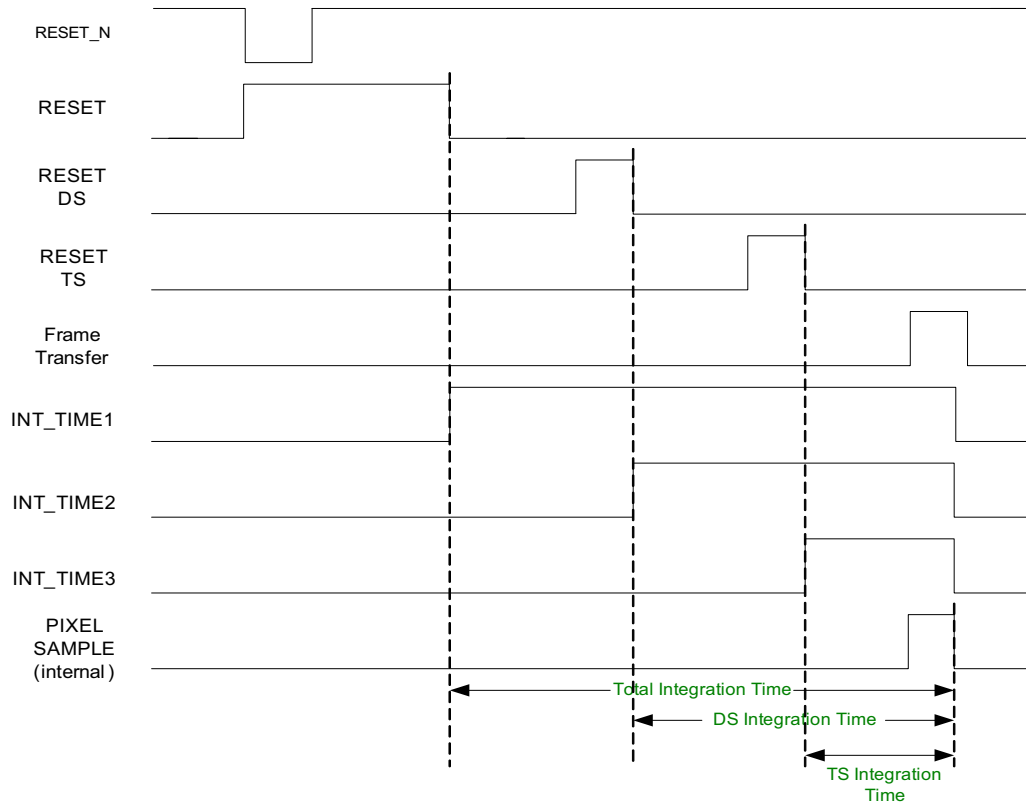 RESET_N
RESET
RESET
DS
RESET
TS
Frame
Transfer
INT_TIME1
INT_TIME2
INT_TIME3
PIXEL
SAMPLE
(internal)
Total Integration Time
DS Integration Time
TS Integration
Time